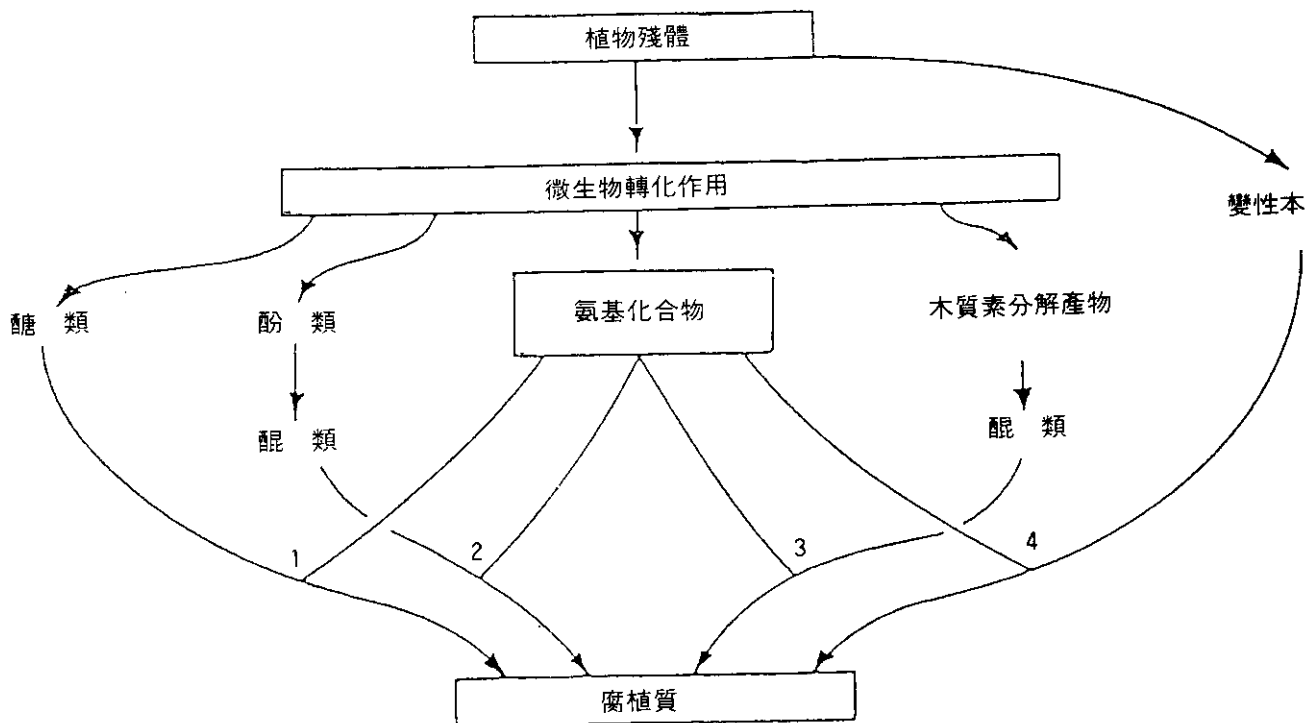 植物殘體
微生物轉化作用
變性本
醣 類
酚 類
氨基化合物
木質素分解產物
醌 類
醌 類
1
2
3
4
腐植質